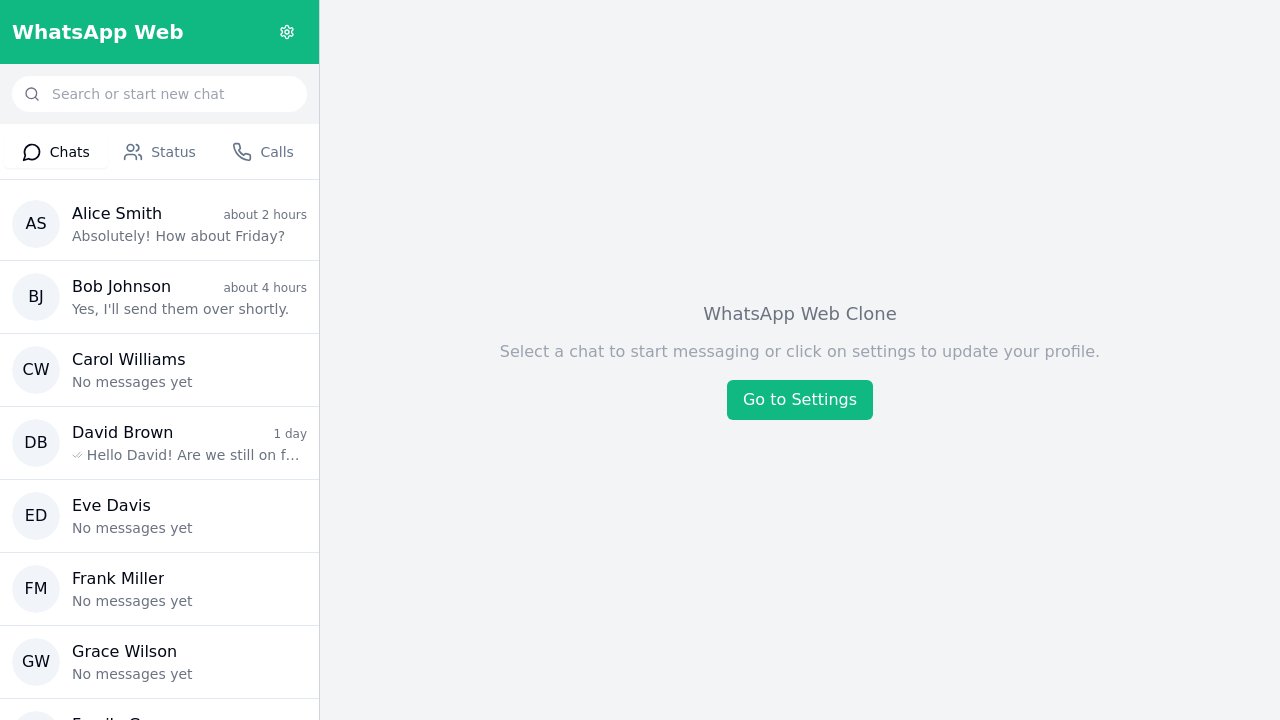 WhatsApp Web
Search or start new chat
Chats
Status
Calls
AS
Alice Smith
about 2 hours
Absolutely! How about Friday?
BJ
Bob Johnson
about 4 hours
Yes, I'll send them over shortly.
CW
Carol Williams
No messages yet
DB
David Brown
1 day
Hello David! Are we still on f...
ED
Eve Davis
No messages yet
FM
Frank Miller
No messages yet
GW
Grace Wilson
No messages yet
WhatsApp Web Clone
Select a chat to start messaging or click on settings to update your profile.
Go to Settings